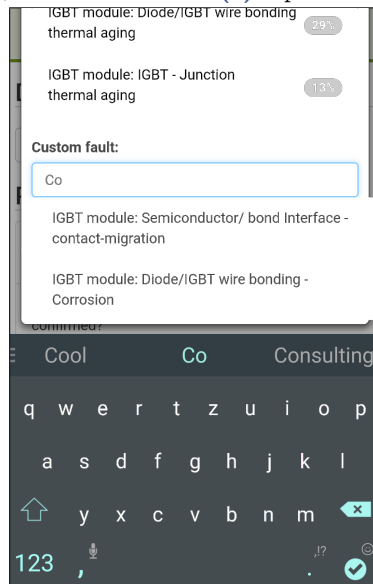 IGBT module: Diode/IGBT wire bonding
thermal aging
29%
IGBT module: IGBT - Junction
thermal aging
13%
Custom fault:
Co
IGBT module: Semiconductor/ bond Interface -
contact-migration
IGBT module: Diode/IGBT wire bonding -
Corrosion
confirmed?
Cool Co Consulting
q w e r t z u i o p
a s d f g h j k l
y x c v b n m
123 , . ,!?